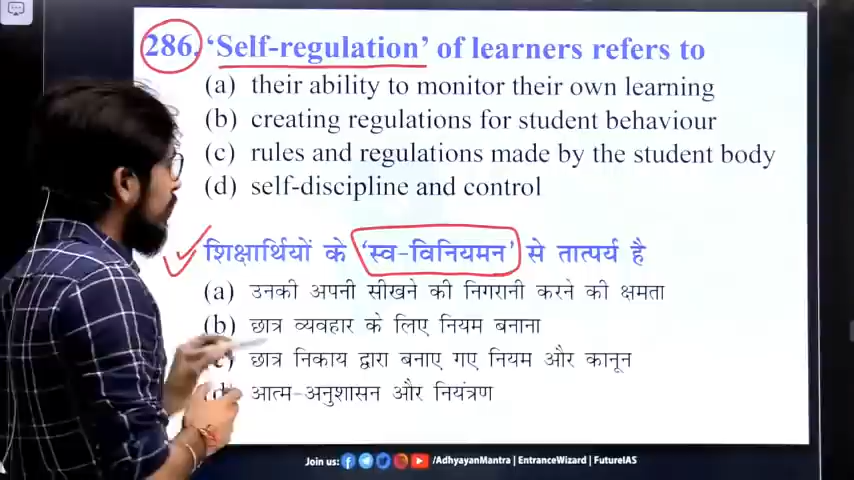 286. 'Self-regulation' of learners refers to
(a) their ability to monitor their own learning
(b) creating regulations for student behaviour
(c) rules and regulations made by the student body
(d) self-discipline and control
शिक्षार्थियों के 'स्व-विनियमन' से तात्पर्य है
(a) उनकी अपनी सीखने की निगरानी करने की क्षमता
(b) छात्र व्यवहार के लिए नियम बनाना
छात्र निकाय द्वारा बनाए गए नियम और कानून
आत्म-अनुशासन और नियंत्रण
Join us: /AdhyayanMantra | EntranceWizard | FutureIAS